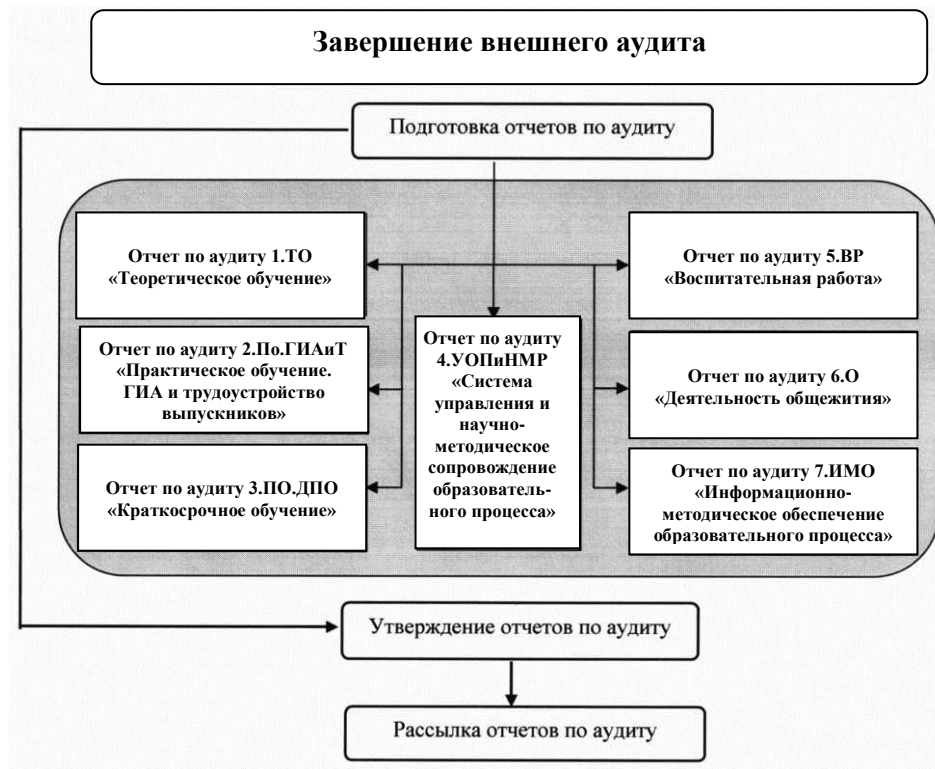 Завершение внешнего аудита
Подготовка отчетов по аудиту
Отчет по аудиту 1.ТО
«Теоретическое обучение»
Отчет по аудиту 2.По.ГИАиТ
«Практическое обучение.
ГИА и трудоустройство
выпускников»
Отчет по аудиту 3.ПО.ДПО
«Краткосрочное обучение»
Отчет по аудиту
4.УОПиНМР
«Система
управления и
научно-
методическое
сопровождение
образователь-
ного процесса»
Отчет по аудиту 5.ВР
«Воспитательная работа»
Отчет по аудиту 6.О
«Деятельность общежития»
Отчет по аудиту 7.ИМО
«Информационно-
методическое обеспечение
образовательного процесса»
Утверждение отчетов по аудиту
Рассылка отчетов по аудиту